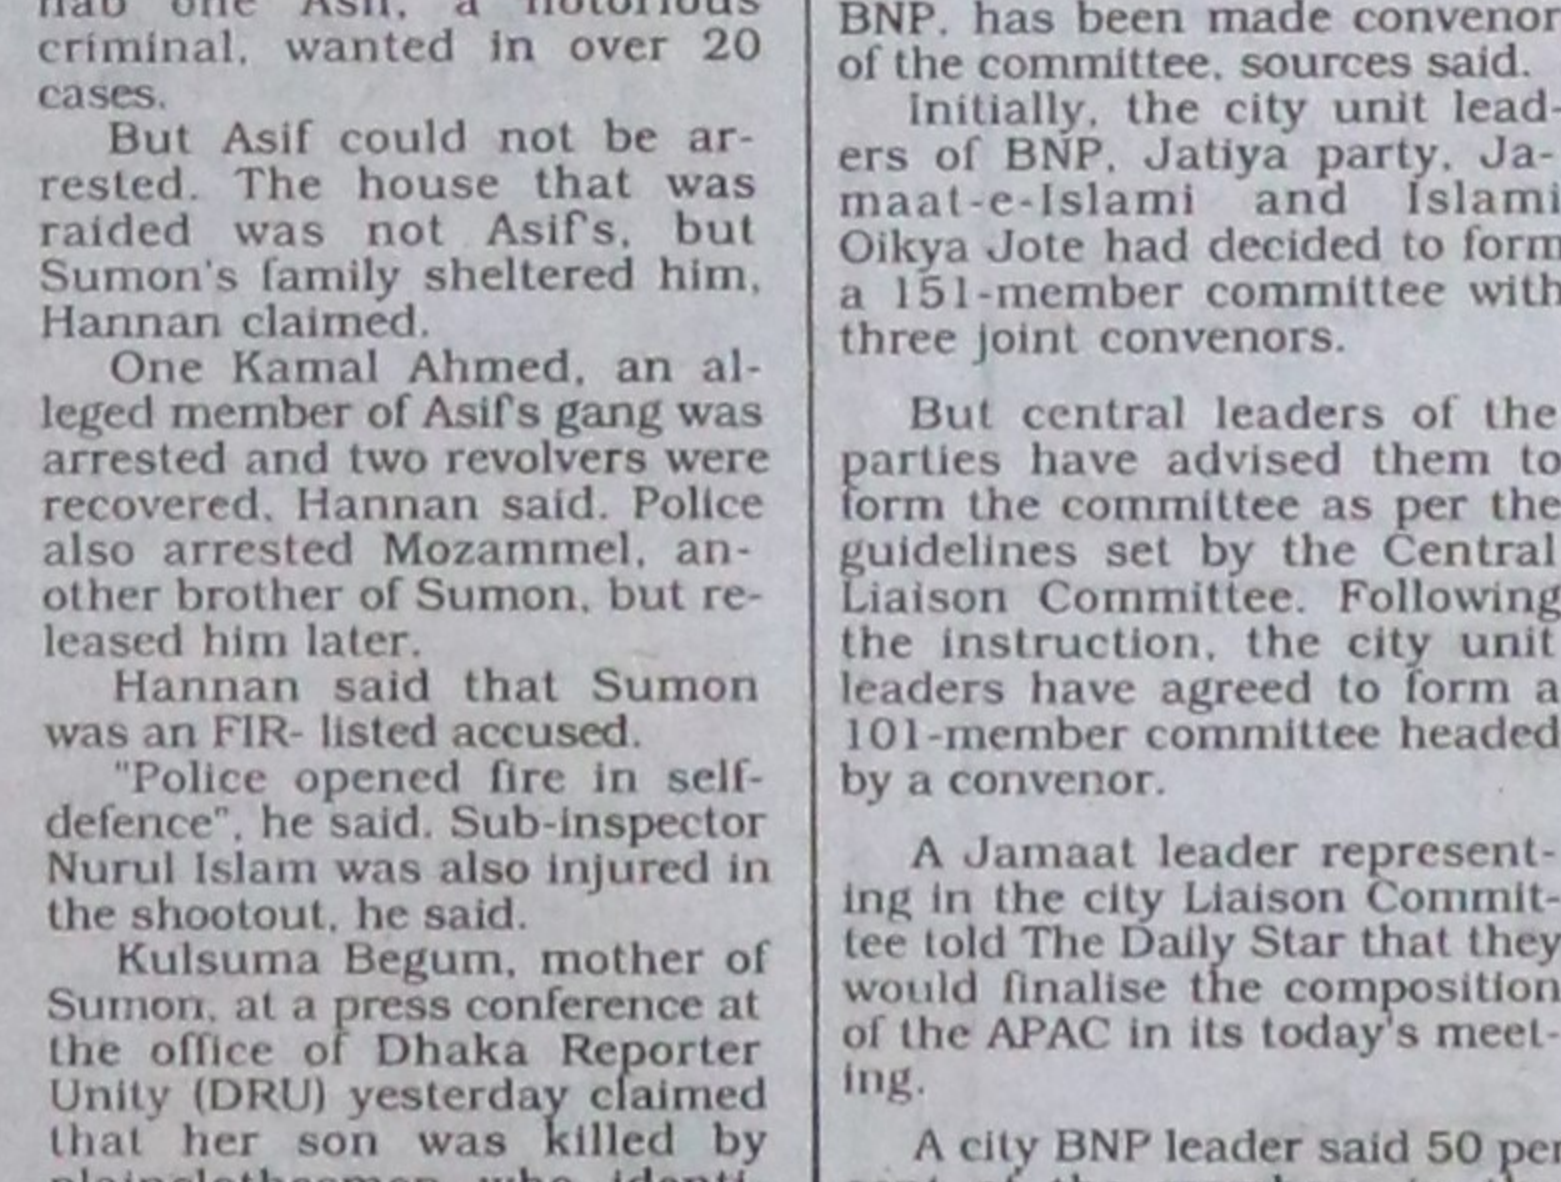 one Asif, a notorious
criminal, wanted in over 20
cases.
But Asif could not be ar-
rested. The house that was
raided was not Asif's, but
Sumon's family sheltered him,
Hannan claimed.
One Kamal Ahmed, an al-
leged member of Asif's gang was
arrested and two revolvers were
recovered, Hannan said. Police
also arrested Mozammel, an-
other brother of Sumon, but re-
leased him later.
Hannan said that Sumon
was an FIR- listed accused.
"Police opened fire in self-
defence", he said. Sub-inspector
Nurul Islam was also injured in
the shootout, he said.
Kulsuma Begum, mother of
Sumon, at a press conference at
the office of Dhaka Reporter
Unity (DRU) yesterday claimed
that her son was killed by
BNP, has been made convenor
of the committee, sources said.
Initially, the city unit lead-
ers of BNP, Jatiya party, Ja-
maat-e-Islami and Islami
Oikya Jote had decided to form
a 151-member committee with
three joint convenors.
But central leaders of the
parties have advised them to
form the committee as per the
guidelines set by the Central
Liaison Committee. Following
the instruction, the city unit
leaders have agreed to form a
101-member committee headed
by a convenor.
A Jamaat leader represent-
ing in the city Liaison Commit-
tee told The Daily Star that they
would finalise the composition
of the APAC in its today's meet-
ing.
A city BNP leader said 50 per